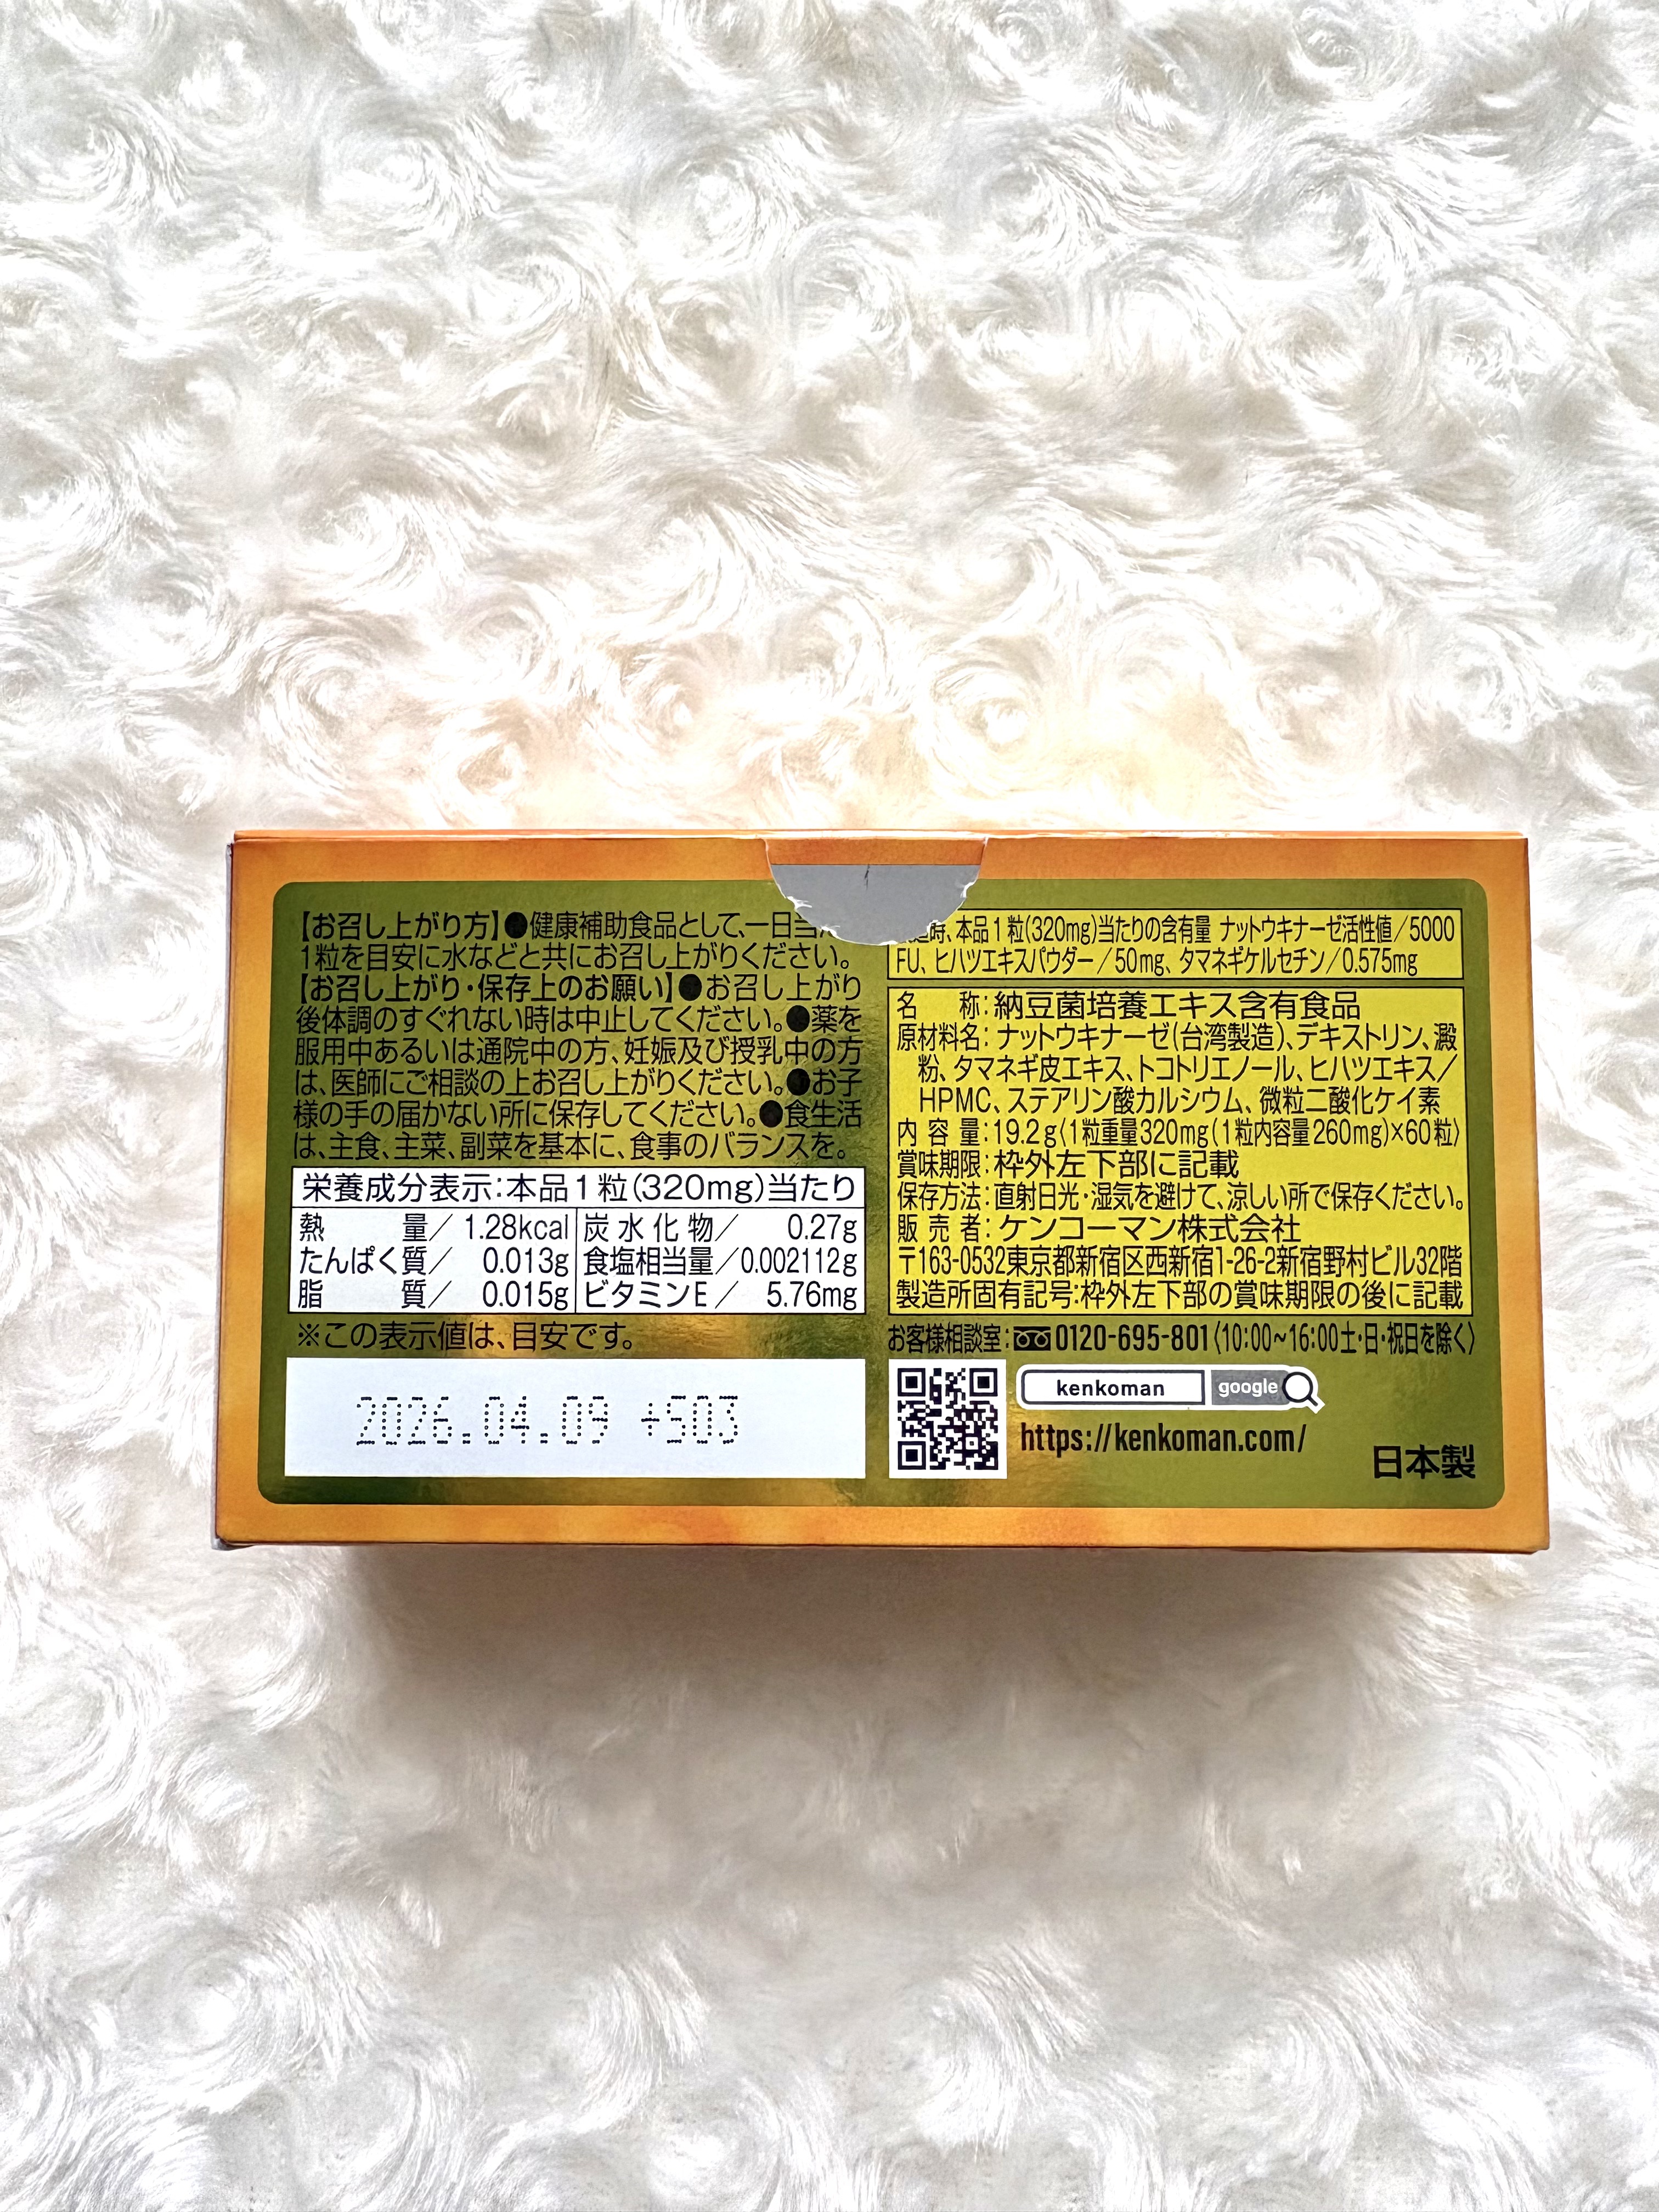 【お召し上がり方】●健康補助食品として、一日当
1粒を目安に水などと共にお召し上がりください。
【お召し上がり・保存上のお願い】●お召し上がり
後体調のすぐれない時は中止してください。●薬を
服用中あるいは通院中の方、妊娠及び授乳中の方
は、医師にご相談の上お召し上がりください。●お子
様の手の届かない所に保存してください。●食生活
は、主食、主菜、副菜を基本に、食事のバランスを。
栄養成分表示:本品1粒(320mg)当たり
熱量/1.28kcal 炭水化物/0.27g
たんぱく質/0.013g 食塩相当量/0.002112g
脂質/0.015g ビタミンE/5.76mg
※この表示値は、目安です。
2026.04.09 +S03
時、本品1粒(320mg)当たりの含有量 ナットウキナーゼ活性値/5000
FU、ヒハツエキスパウダー/50mg、タマネギケルセチン/0.575mg
名称:納豆菌培養エキス含有食品
原材料名:ナットウキナーゼ(台湾製造)、デキストリン、澱
粉、タマネギ皮エキス、トコトリエノール、ヒハツエキス/
HPMC、ステアリン酸カルシウム、微粒二酸化ケイ素
内容量:19.2g〈1粒重量320mg(1粒内容量260mg)×60粒〉
賞味期限:枠外左下部に記載
保存方法:直射日光・湿気を避けて、涼しい所で保存ください。
販売者:ケンコーマン株式会社
〒163-0532東京都新宿区西新宿1-26-2新宿野村ビル32階
製造所固有記号:枠外左下部の賞味期限の後に記載
お客様相談室:0120-695-801〈10:00~16:00土・日・祝日を除く〉
kenkoman google
https://kenkoman.com/
日本製